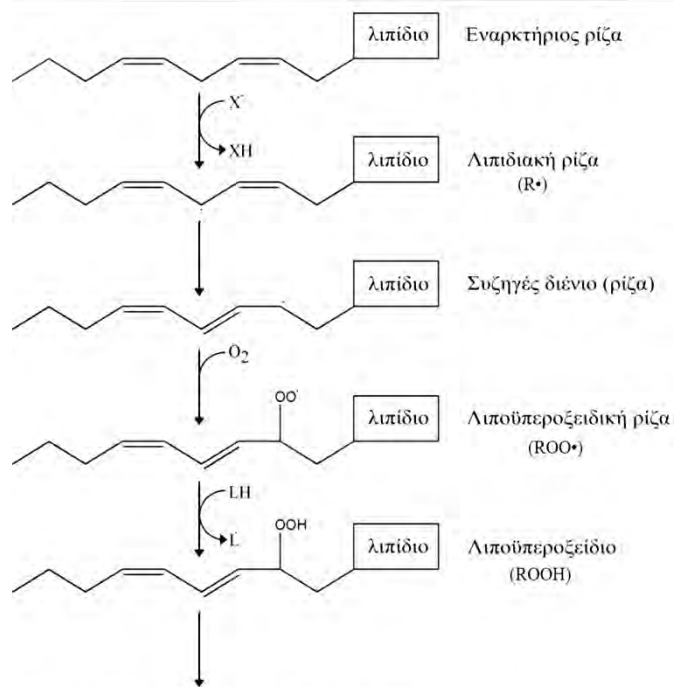 λιπίδιο Εναρκτήριος ρίζα
X·
XH
λιπίδιο Λιπιδιακή ρίζα
(R•)
λιπίδιο Συζηγές διένιο (ρίζα)
O2
OO·
λιπίδιο Λιποϋπεροξειδική ρίζα
(ROO•)
LH
L·
OOH
λιπίδιο Λιποϋπεροξείδιο
(ROOH)